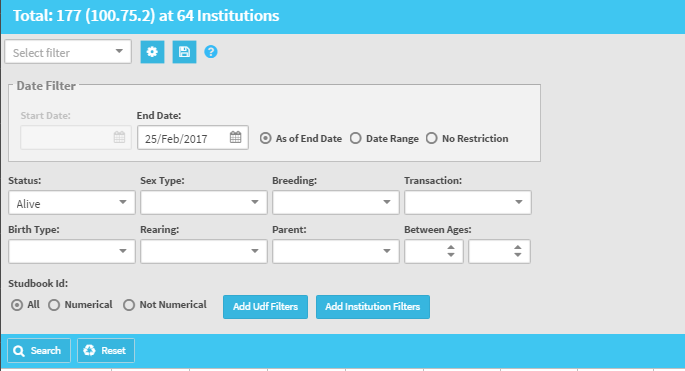 Total: 177 (100.75.2) at 64 Institutions
Select filter
?
Date Filter
Start Date: End Date:
25/Feb/2017 As of End Date Date Range No Restriction
Status: Sex Type: Breeding: Transaction:
Alive
Birth Type: Rearing: Parent: Between Ages:
Studbook Id:
All Numerical Not Numerical Add Udf Filters Add Institution Filters
Search Reset